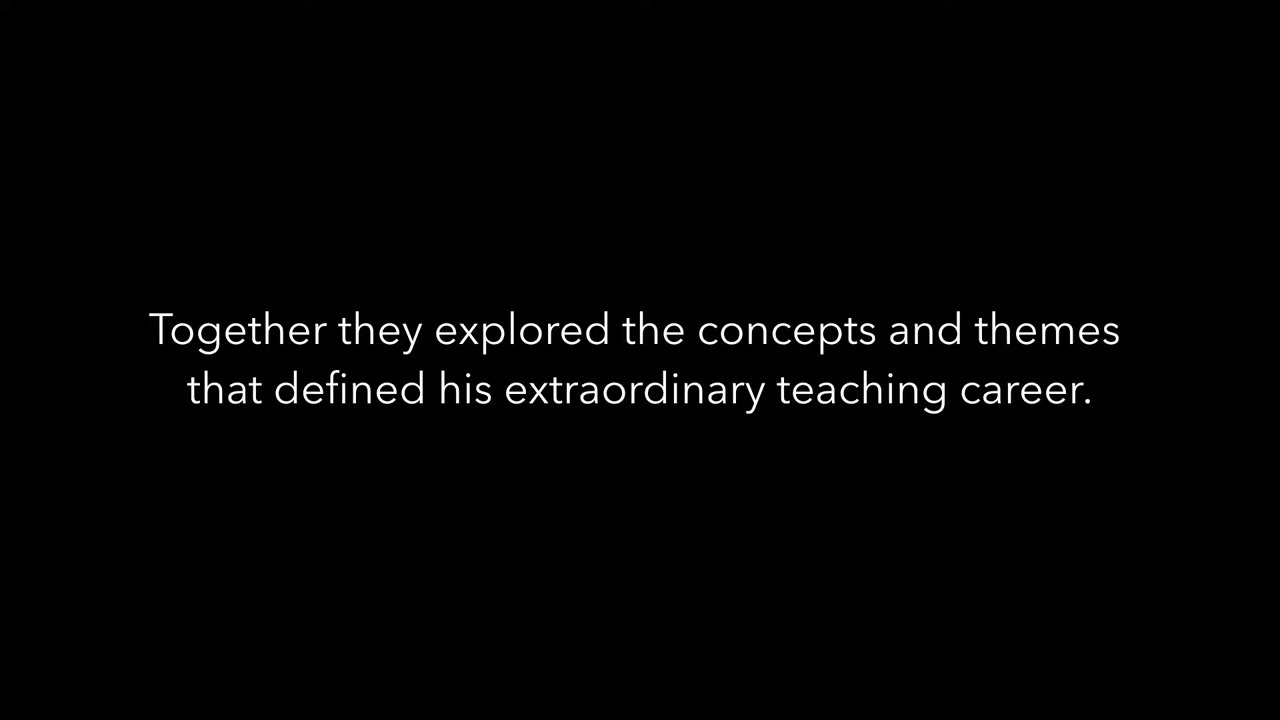 Together they explored the concepts and themes
that defined his extraordinary teaching career.